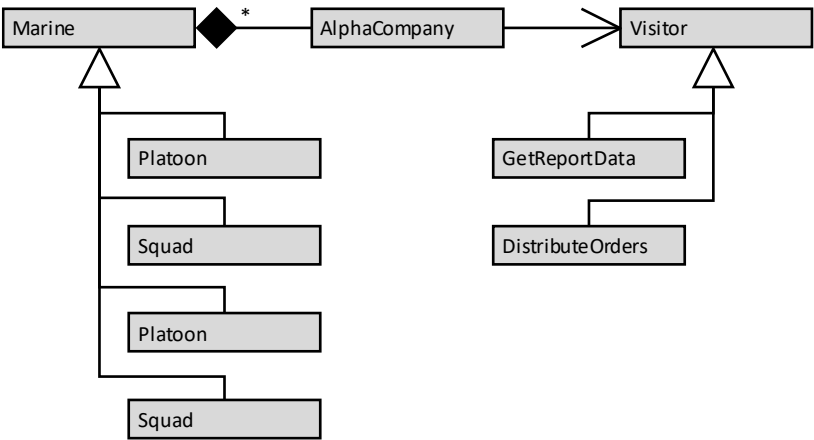 Marine
*
AlphaCompany
Visitor
Platoon
GetReportData
Squad
DistributeOrders
Platoon
Squad